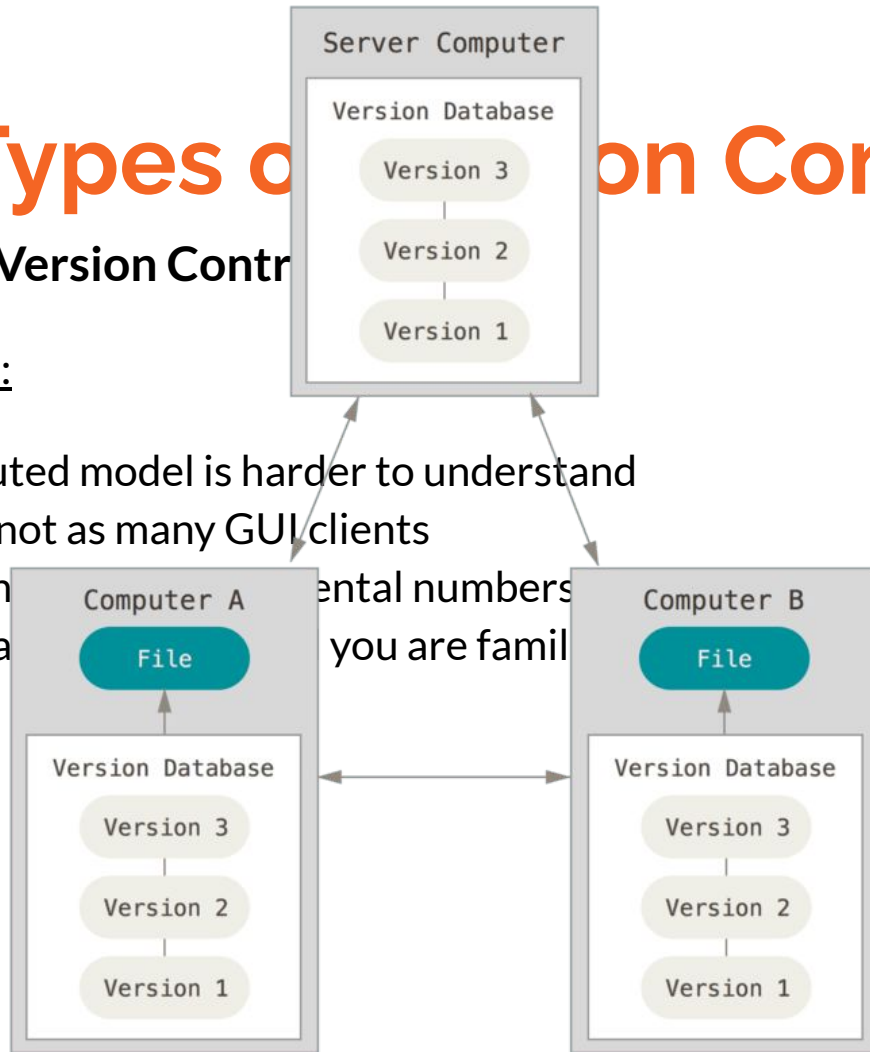 Server Computer
Version Database
Version 3
Version 2
Version 1
Types o
on Con
Version Contr
:
uted model is harder to understand
not as many GUI clients
ental numbers
you are famil
Computer A
File
Version Database
Version 3
Version 2
Version 1
Computer B
File
Version Database
Version 3
Version 2
Version 1